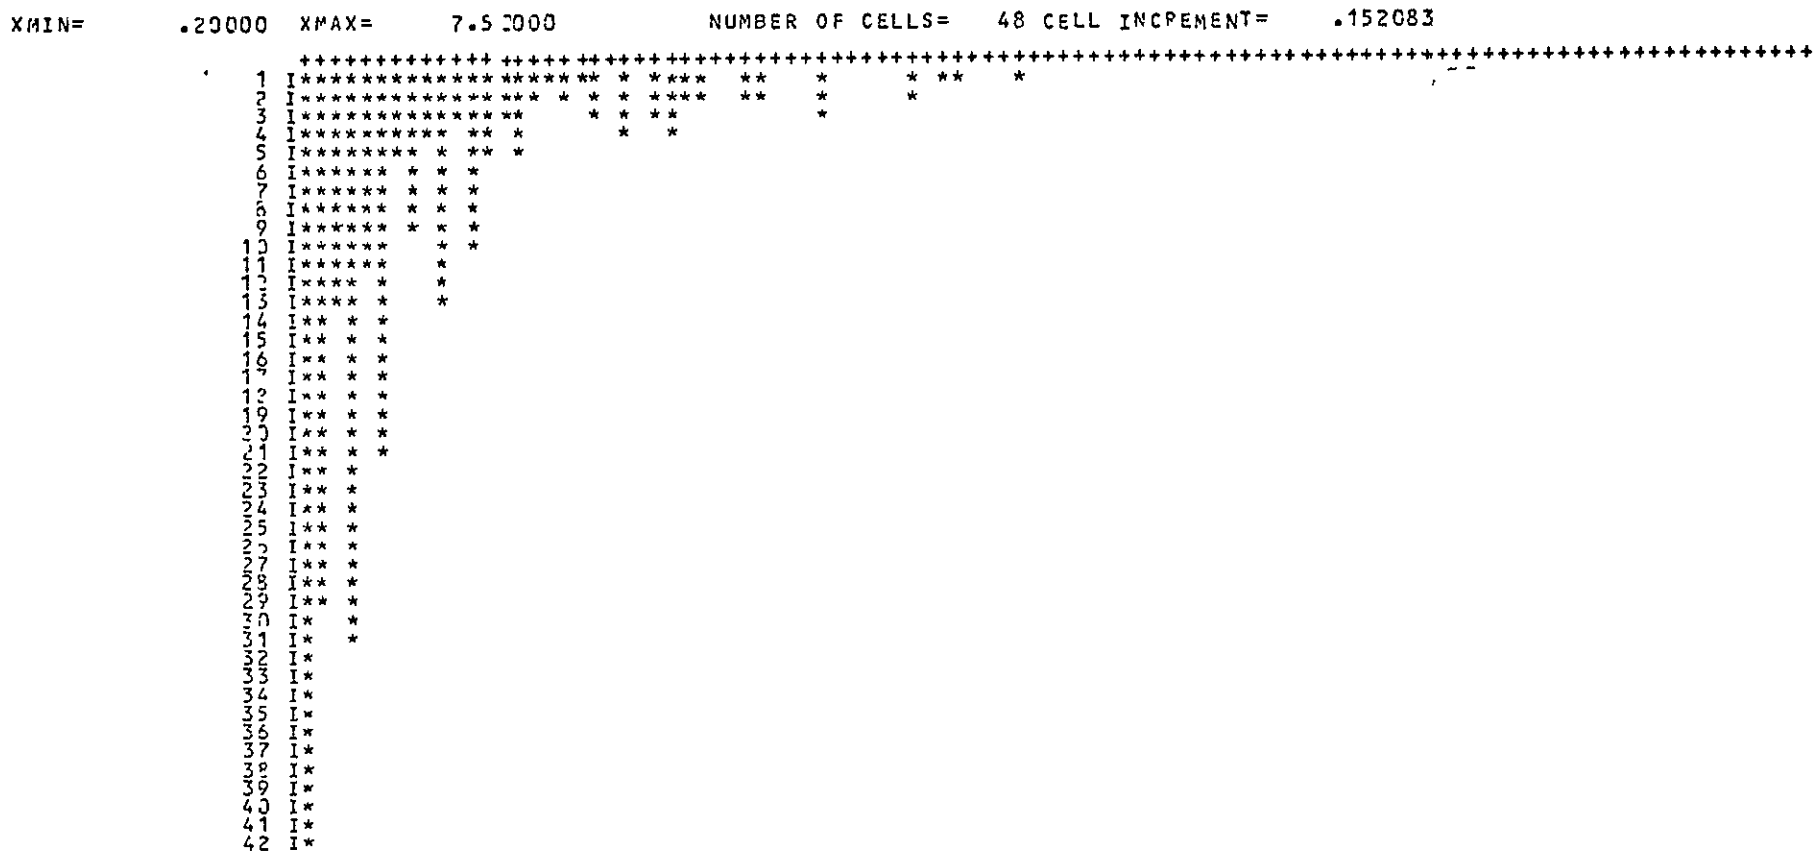 XMIN= .20000 XMAX= 7.50000 NUMBER OF CELLS= 48 CELL INCPEMENT= .152083
++++++++++++++++++++++++++++++++++++++++++++++++++++++++++++++++++++++++++++++++++++++++++++++++++++
1 I******************** * **** ** * * ** *
2 I**************** * * * **** ** * *
3 I*************** * * ** *
4 I********** ** * * *
5 I******** * ** *
6 I****** * * *
7 I****** * * *
8 I****** * * *
9 I****** * * *
10 I****** * *
11 I****** *
12 I**** * *
13 I**** * *
14 I** * *
15 I** * *
16 I** * *
17 I** * *
18 I** * *
19 I** * *
20 I** * *
21 I** * *
22 I** *
23 I** *
24 I** *
25 I** *
26 I** *
27 I** *
28 I** *
29 I** *
30 I* *
31 I* *
32 I*
33 I*
34 I*
35 I*
36 I*
37 I*
38 I*
39 I*
40 I*
41 I*
42 I*